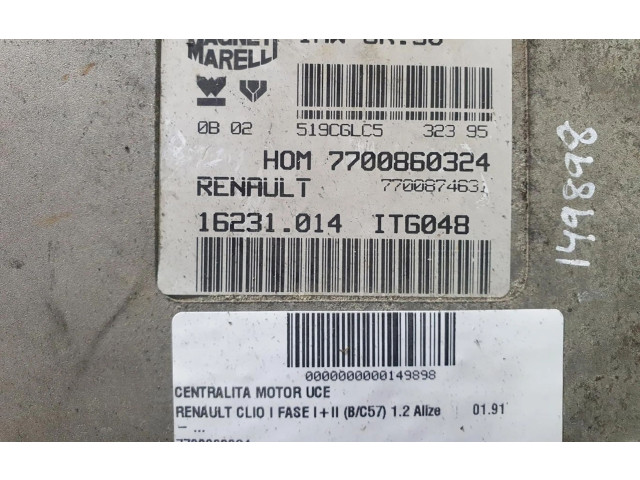 MAGNETI
MARELLI
0B 02 519CGLC5 323 95
HOM 7700860324
RENAULT 7700874631
16231.014 ITG048
149898
0000000000149898
CENTRALITA MOTOR UCE
RENAULT CLIO I FASE I + II (B/C57) 1.2 Alize | 01.91
– ...